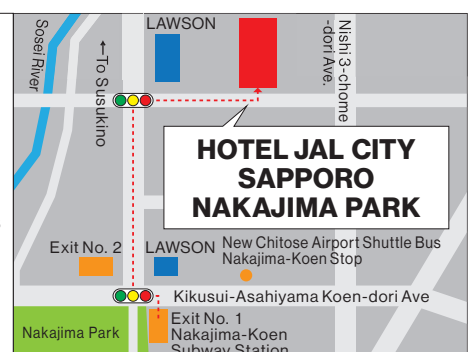 LAWSON
Sosei River
←To Susukino
Nishi 3-chome
-dori Ave.
HOTEL JAL CITY
SAPPORO
NAKAJIMA PARK
Exit No. 2
LAWSON
New Chitose Airport Shuttle Bus
Nakajima-Koen Stop
Kikusui-Asahiyama Koen-dori Ave
Nakajima Park
Exit No. 1
Nakajima-Koen
Subway Station